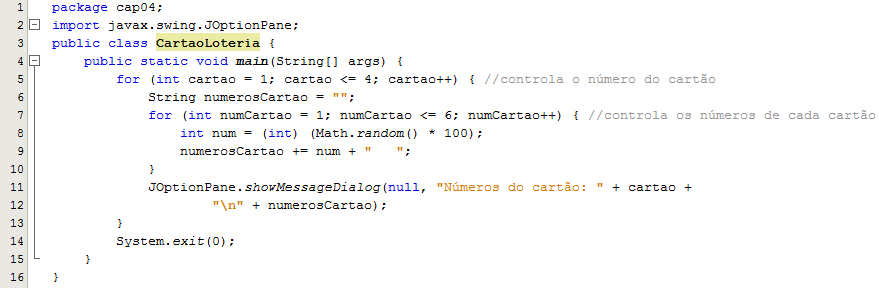 1 package cap04;
2 import javax.swing.JOptionPane;
3 public class CartaoLoteria {
4     public static void main(String[] args) {
5         for (int cartao = 1; cartao <= 4; cartao++) { //controla o número do cartão
6             String numerosCartao = "";
7             for (int numCartao = 1; numCartao <= 6; numCartao++) { //controla os números de cada cartão
8                 int num = (int) (Math.random() * 100);
9                 numerosCartao += num + "   ";
10             }
11             JOptionPane.showMessageDialog(null, "Números do cartão: " + cartao +
12                     "\n" + numerosCartao);
13         }
14         System.exit(0);
15     }
16 }